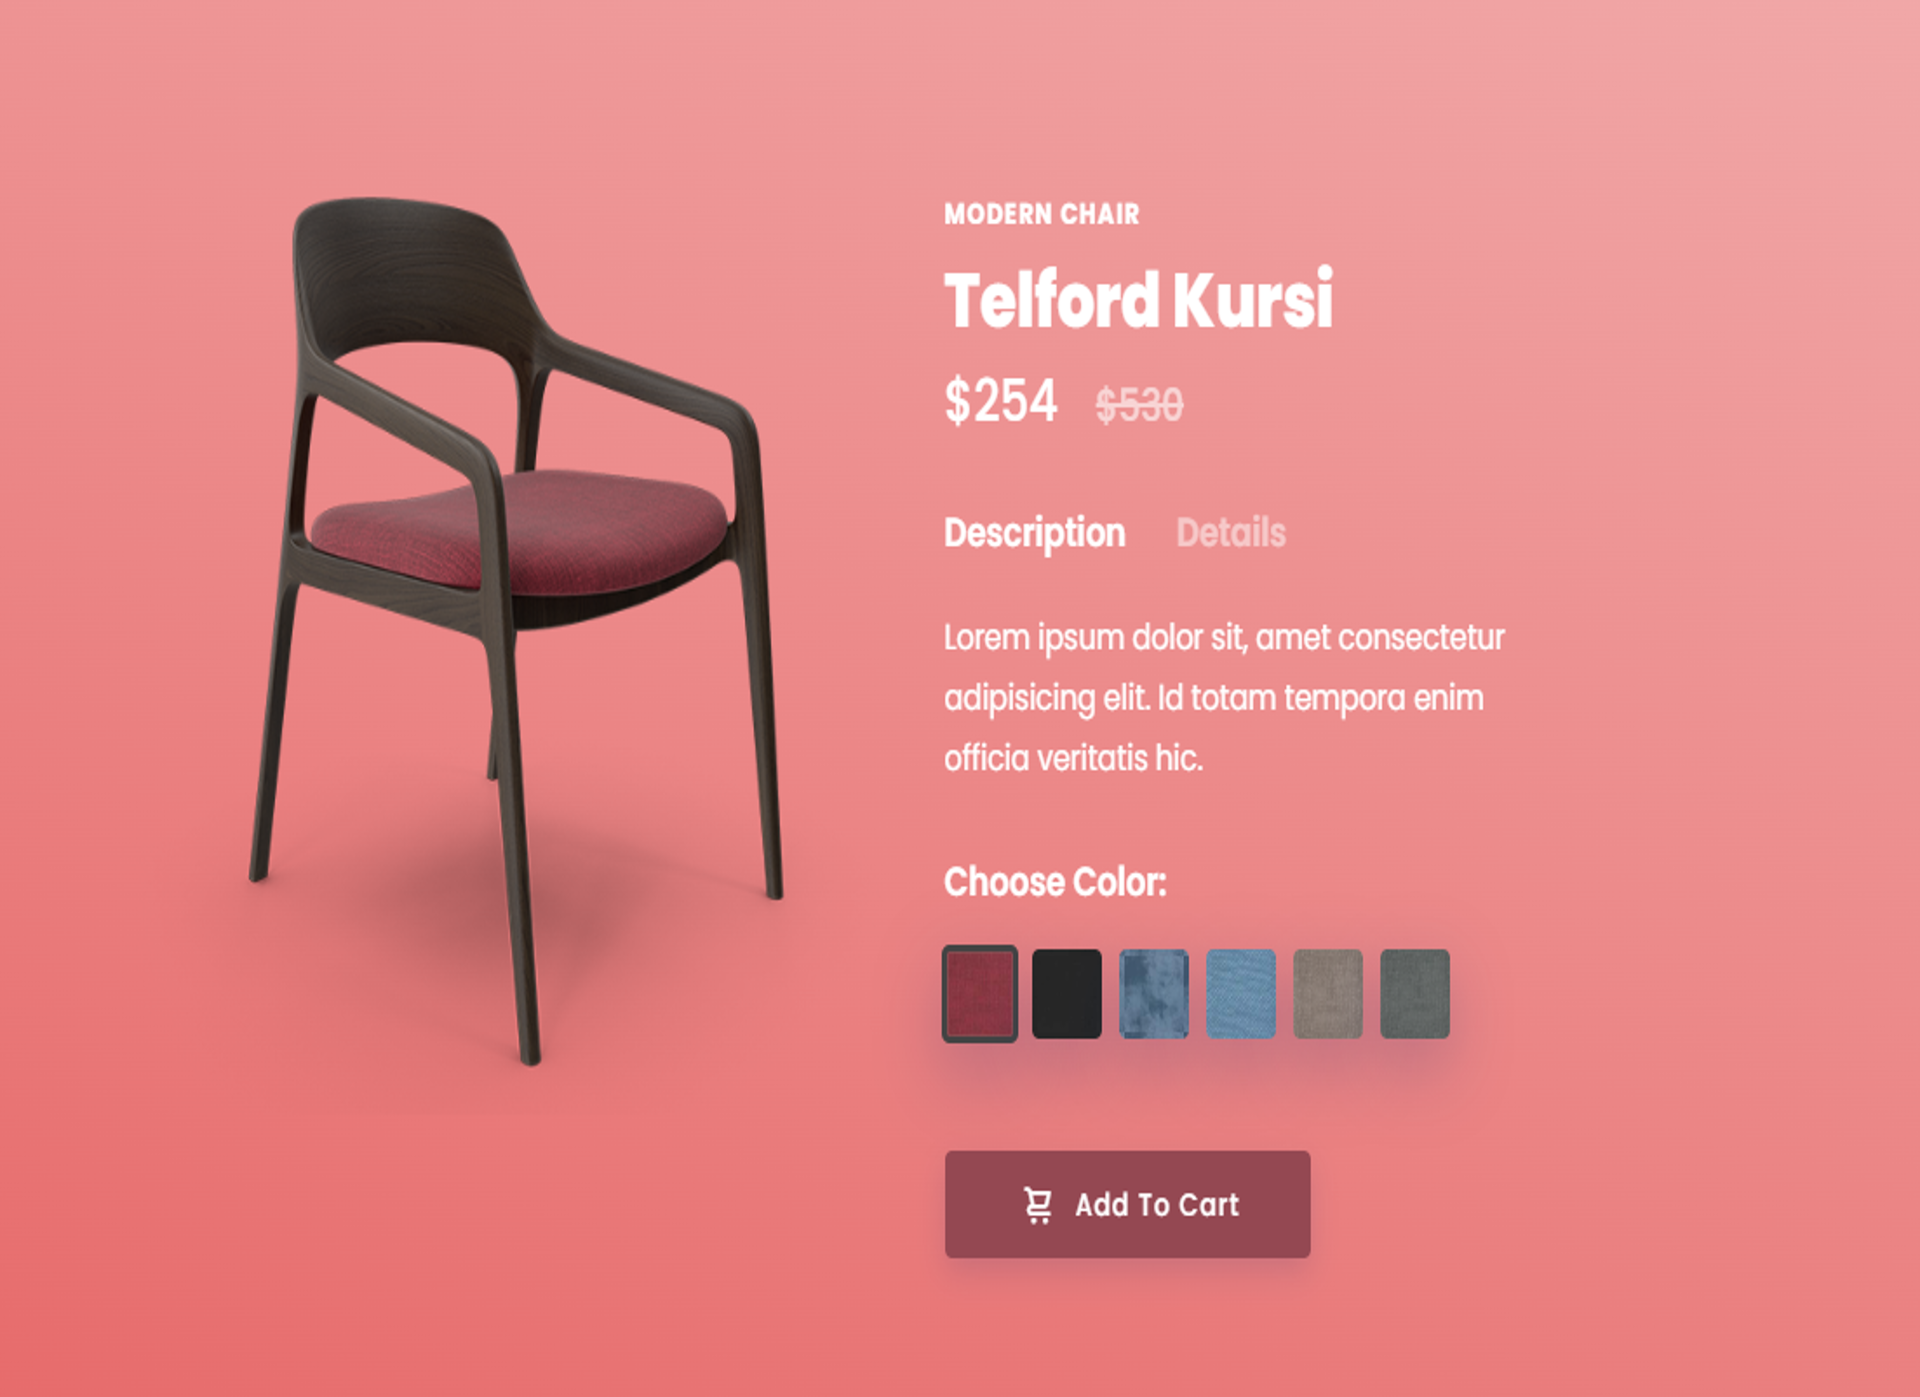 MODERN CHAIR
Telford Kursi
$254 $530
Description Details
Lorem ipsum dolor sit, amet consectetur
adipisicing elit. Id totam tempora enim
officia veritatis hic.
Choose Color:
Add To Cart